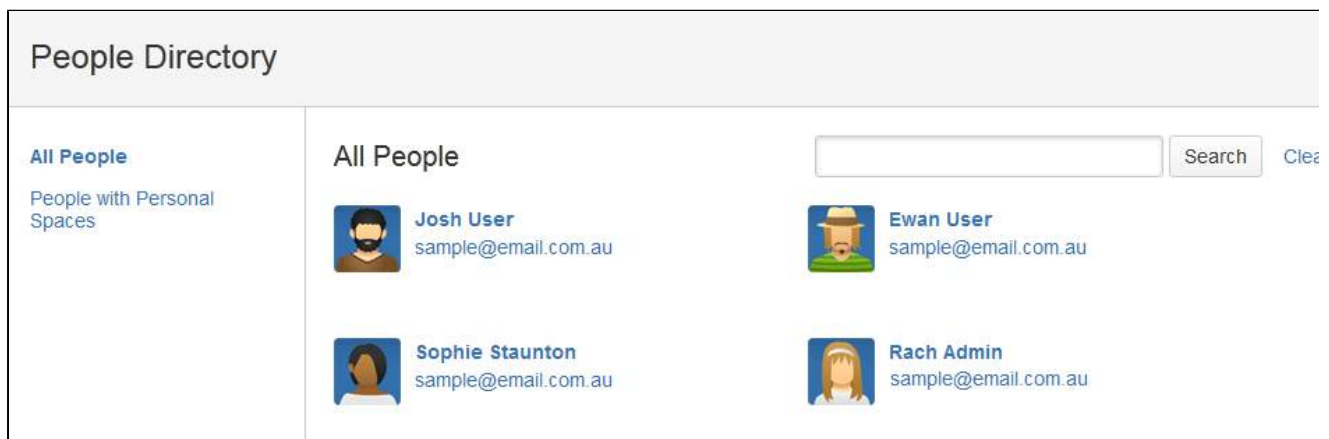 People Directory
All People
People with Personal
Spaces
All People
Search
Josh User
sample@email.com.au
Ewan User
sample@email.com.au
Sophie Staunton
sample@email.com.au
Rach Admin
sample@email.com.au